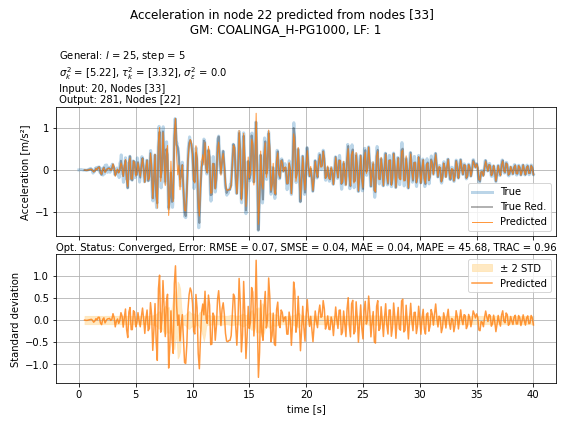 Acceleration in node 22 predicted from nodes [33]
GM: COALINGA_H-PG1000, LF: 1
General: l = 25, step = 5
σ²ₖ = [5.22], τ²ₖ = [3.32], σ²ε = 0.0
Input: 20, Nodes [33]
Output: 281, Nodes [22]
Acceleration [m/s²]
1
0
−1
True
True Red.
Predicted
Opt. Status: Converged, Error: RMSE = 0.07, SMSE = 0.04, MAE = 0.04, MAPE = 45.68, TRAC = 0.96
Standard deviation
1.0
0.5
0.0
−0.5
−1.0
± 2 STD
Predicted
0 5 10 15 20 25 30 35 40
time [s]